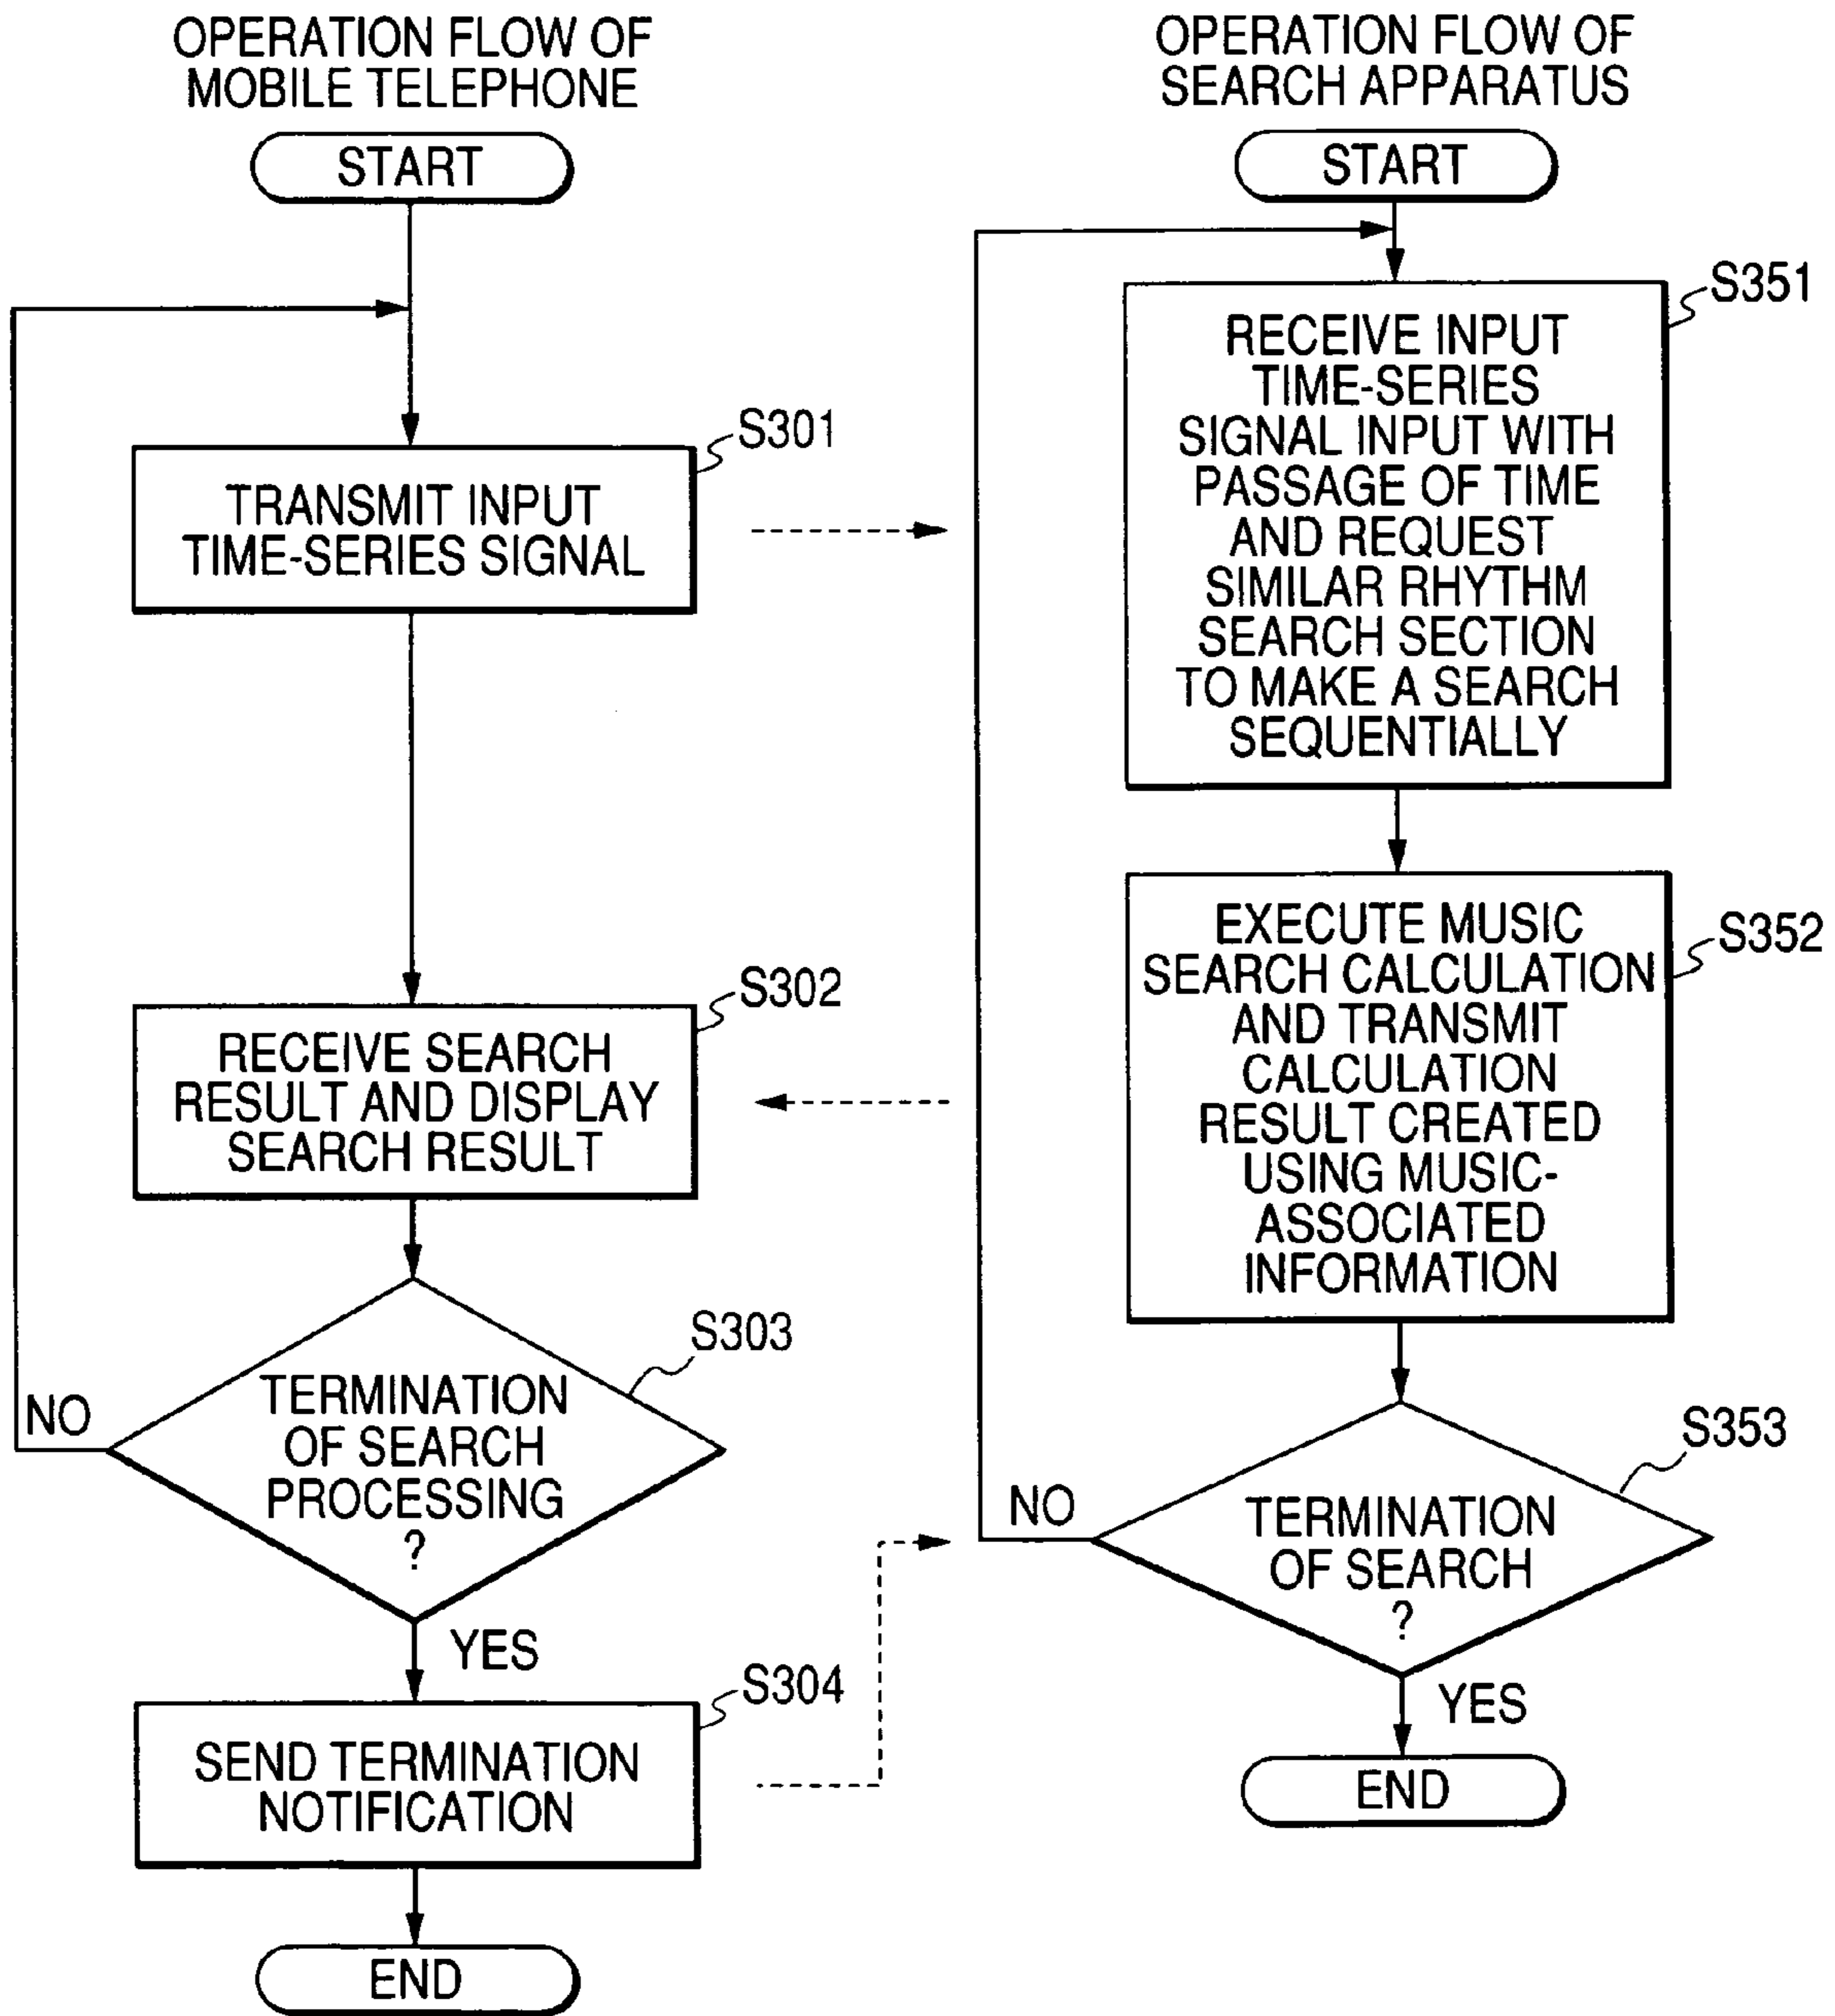 OPERATION FLOW OF
MOBILE TELEPHONE
START
S301
TRANSMIT INPUT
TIME-SERIES SIGNAL
S302
RECEIVE SEARCH
RESULT AND DISPLAY
SEARCH RESULT
S303
TERMINATION
OF SEARCH
PROCESSING
?
NO
YES
S304
SEND TERMINATION
NOTIFICATION
END
OPERATION FLOW OF
SEARCH APPARATUS
START
S351
RECEIVE INPUT
TIME-SERIES
SIGNAL INPUT WITH
PASSAGE OF TIME
AND REQUEST
SIMILAR RHYTHM
SEARCH SECTION
TO MAKE A SEARCH
SEQUENTIALLY
S352
EXECUTE MUSIC
SEARCH CALCULATION
AND TRANSMIT
CALCULATION
RESULT CREATED
USING MUSIC-
ASSOCIATED
INFORMATION
S353
TERMINATION
OF SEARCH
?
NO
YES
END